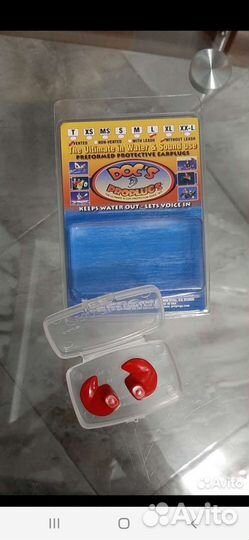 T XS MS S M L XL XX-L
VENTED NON-VENTED WITH LEASH WITHOUT LEASH
The Ultimate in Water & Sound use
PREFORMED PROTECTIVE EARPLUGS
DOC'S
PROPLUGS
KEEPS WATER OUT - LETS VOICE IN
Avito
Avito